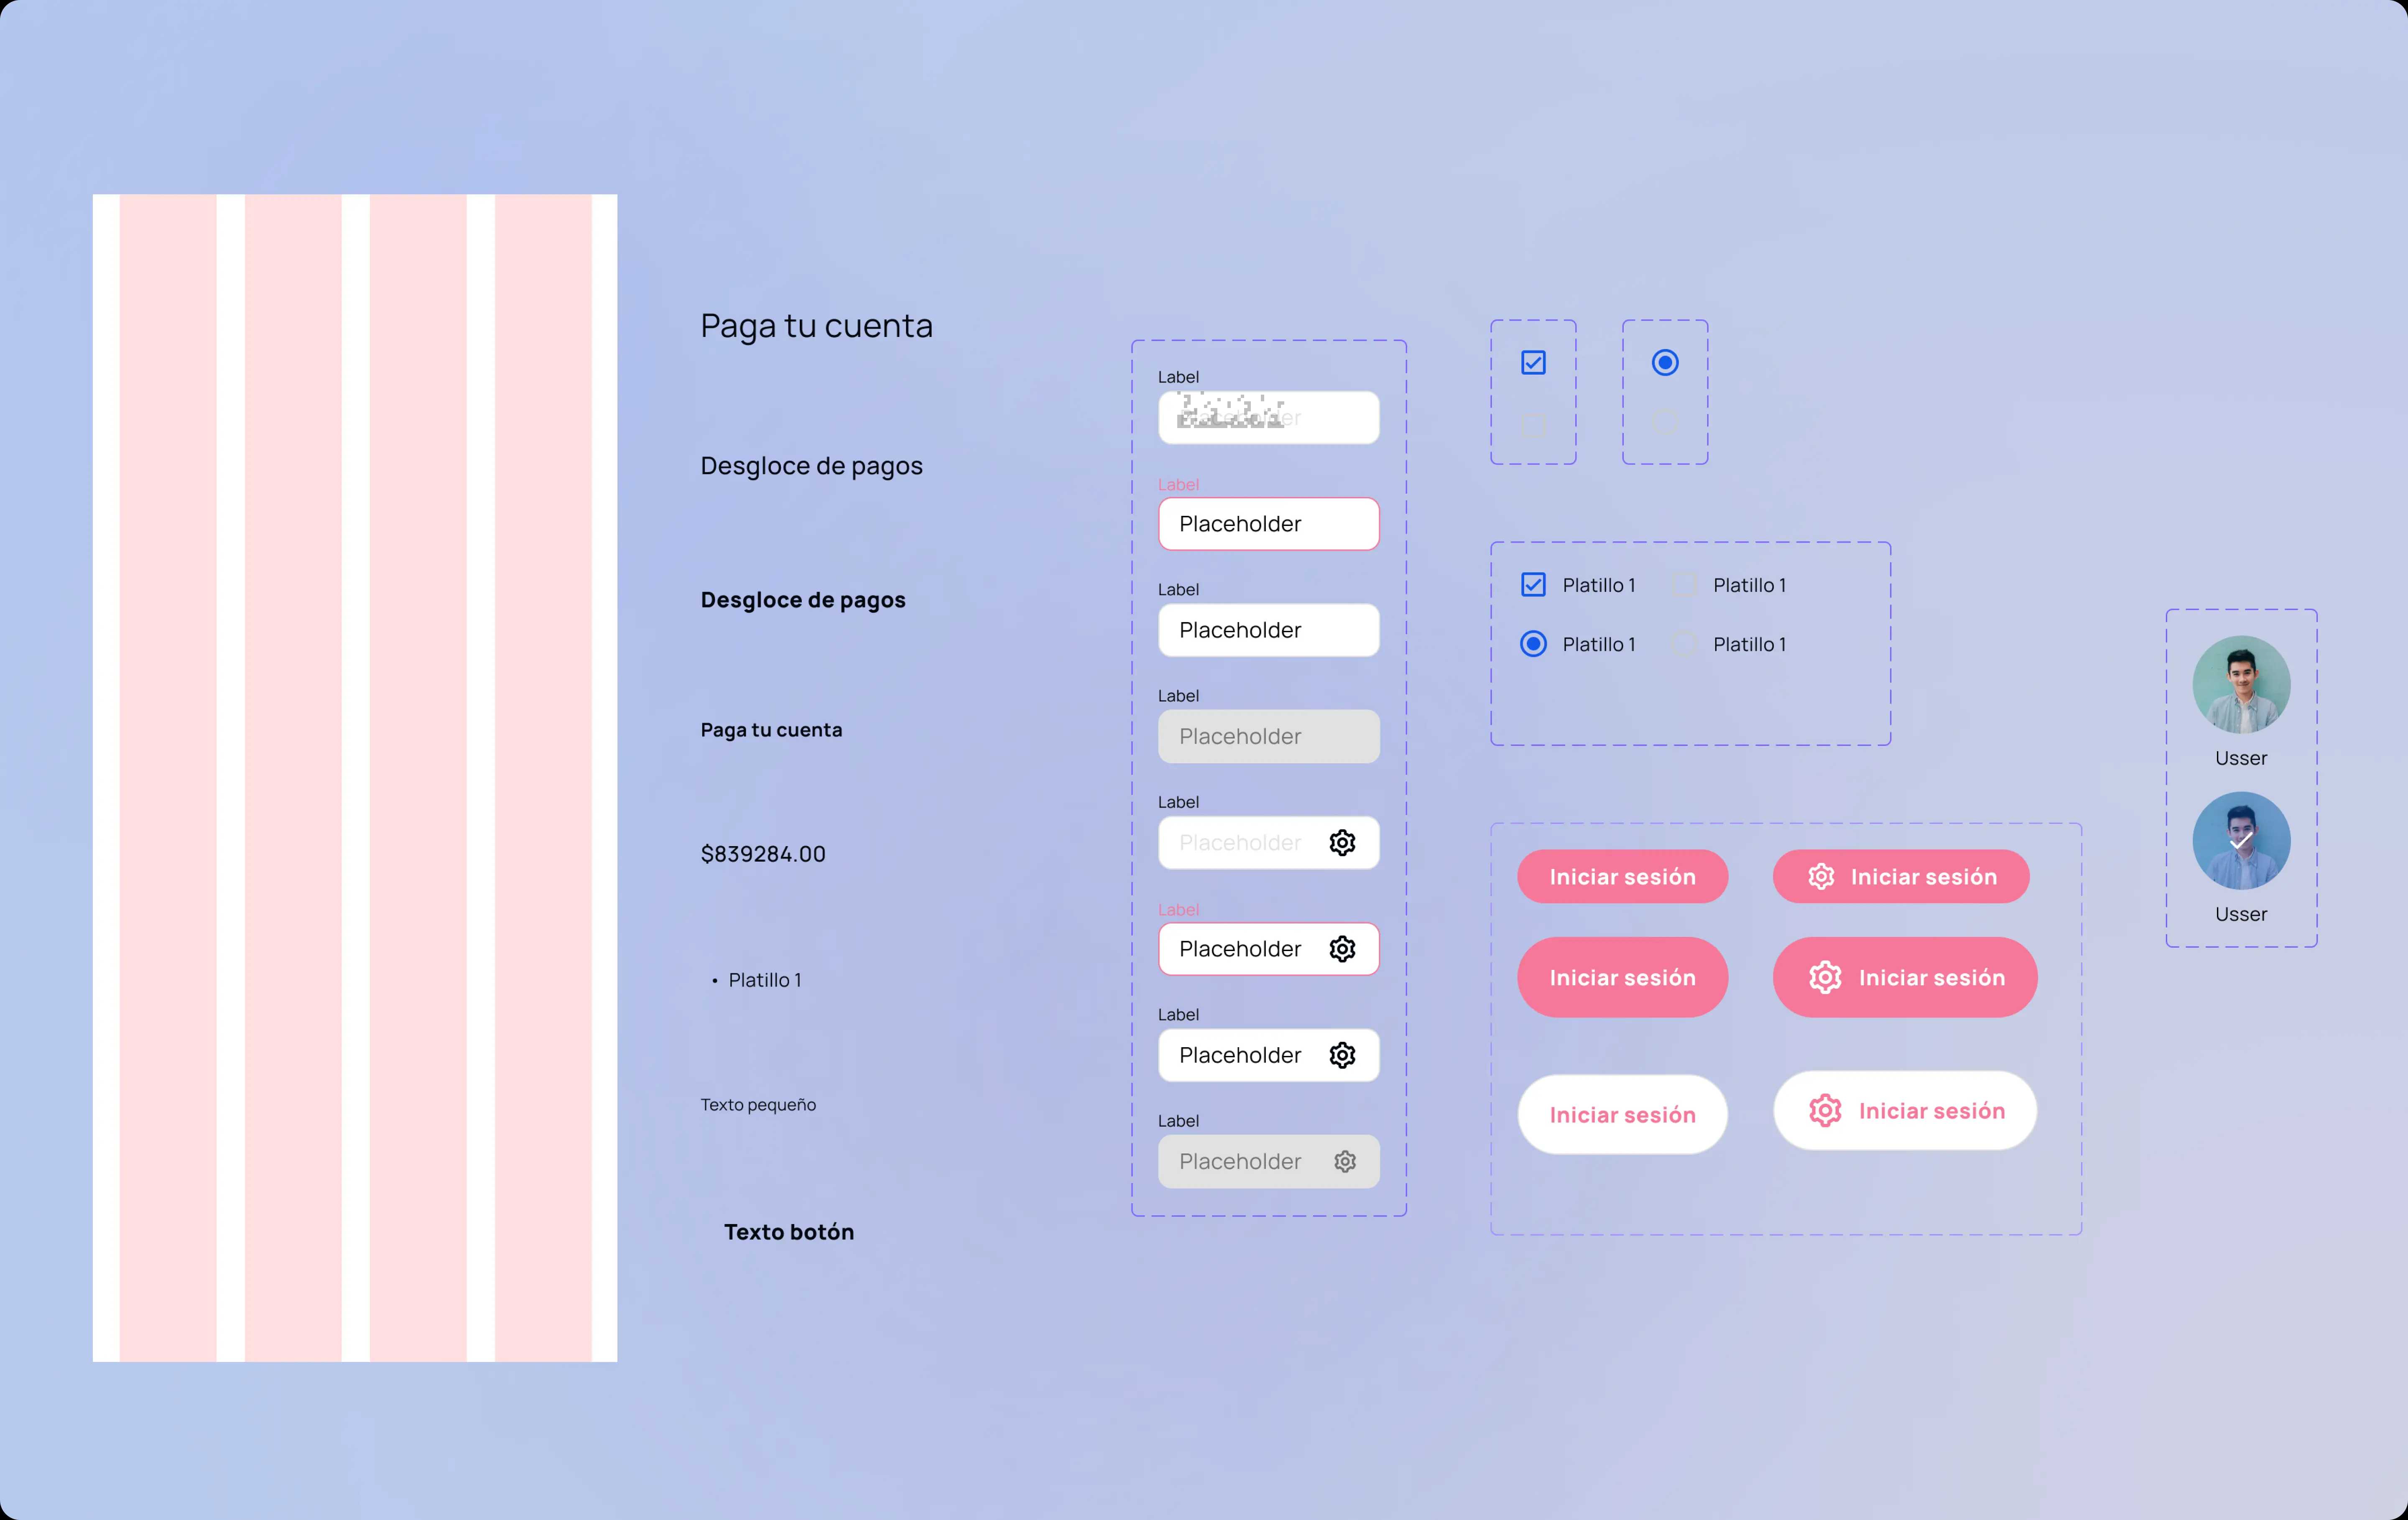 Paga tu cuenta
Desgloce de pagos
Desgloce de pagos
Paga tu cuenta
$839284.00
• Platillo 1
Texto pequeño
Texto botón
Label
Label
Placeholder
Label
Placeholder
Label
Placeholder
Label
Placeholder
Label
Placeholder
Label
Placeholder
Label
Placeholder
Platillo 1
Platillo 1
Platillo 1
Platillo 1
Iniciar sesión
Iniciar sesión
Iniciar sesión
Iniciar sesión
Iniciar sesión
Iniciar sesión
Usser
Usser